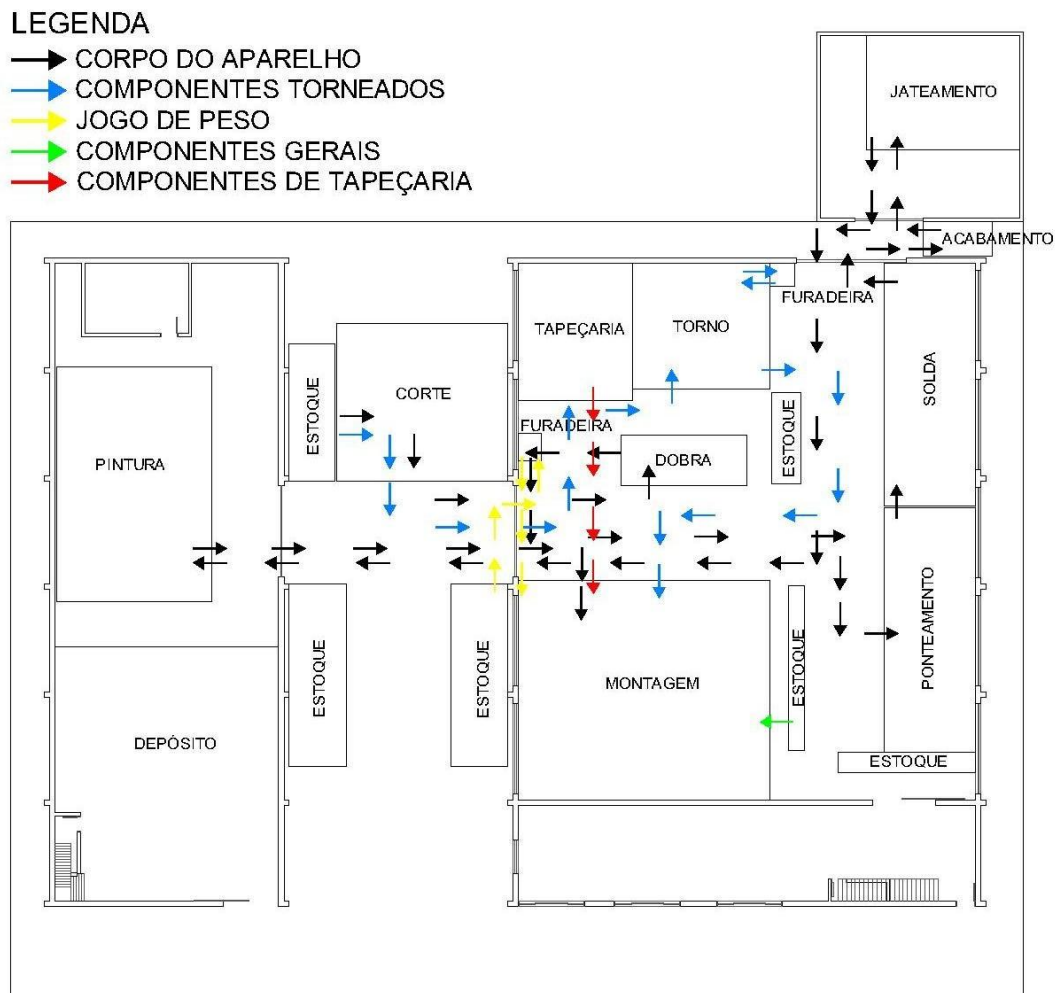 LEGENDA
CORPO DO APARELHO
COMPONENTES TORNEADOS
JOGO DE PESO
COMPONENTES GERAIS
COMPONENTES DE TAPEÇARIA
JATEAMENTO
ACABAMENTO
FURADEIRA
TAPEÇARIA
TORNO
SOLDA
CORTE
ESTOQUE
ESTOQUE
FURADEIRA
DOBRA
PINTURA
PONTEAMENTO
ESTOQUE
ESTOQUE
MONTAGEM
ESTOQUE
DEPÓSITO
ESTOQUE